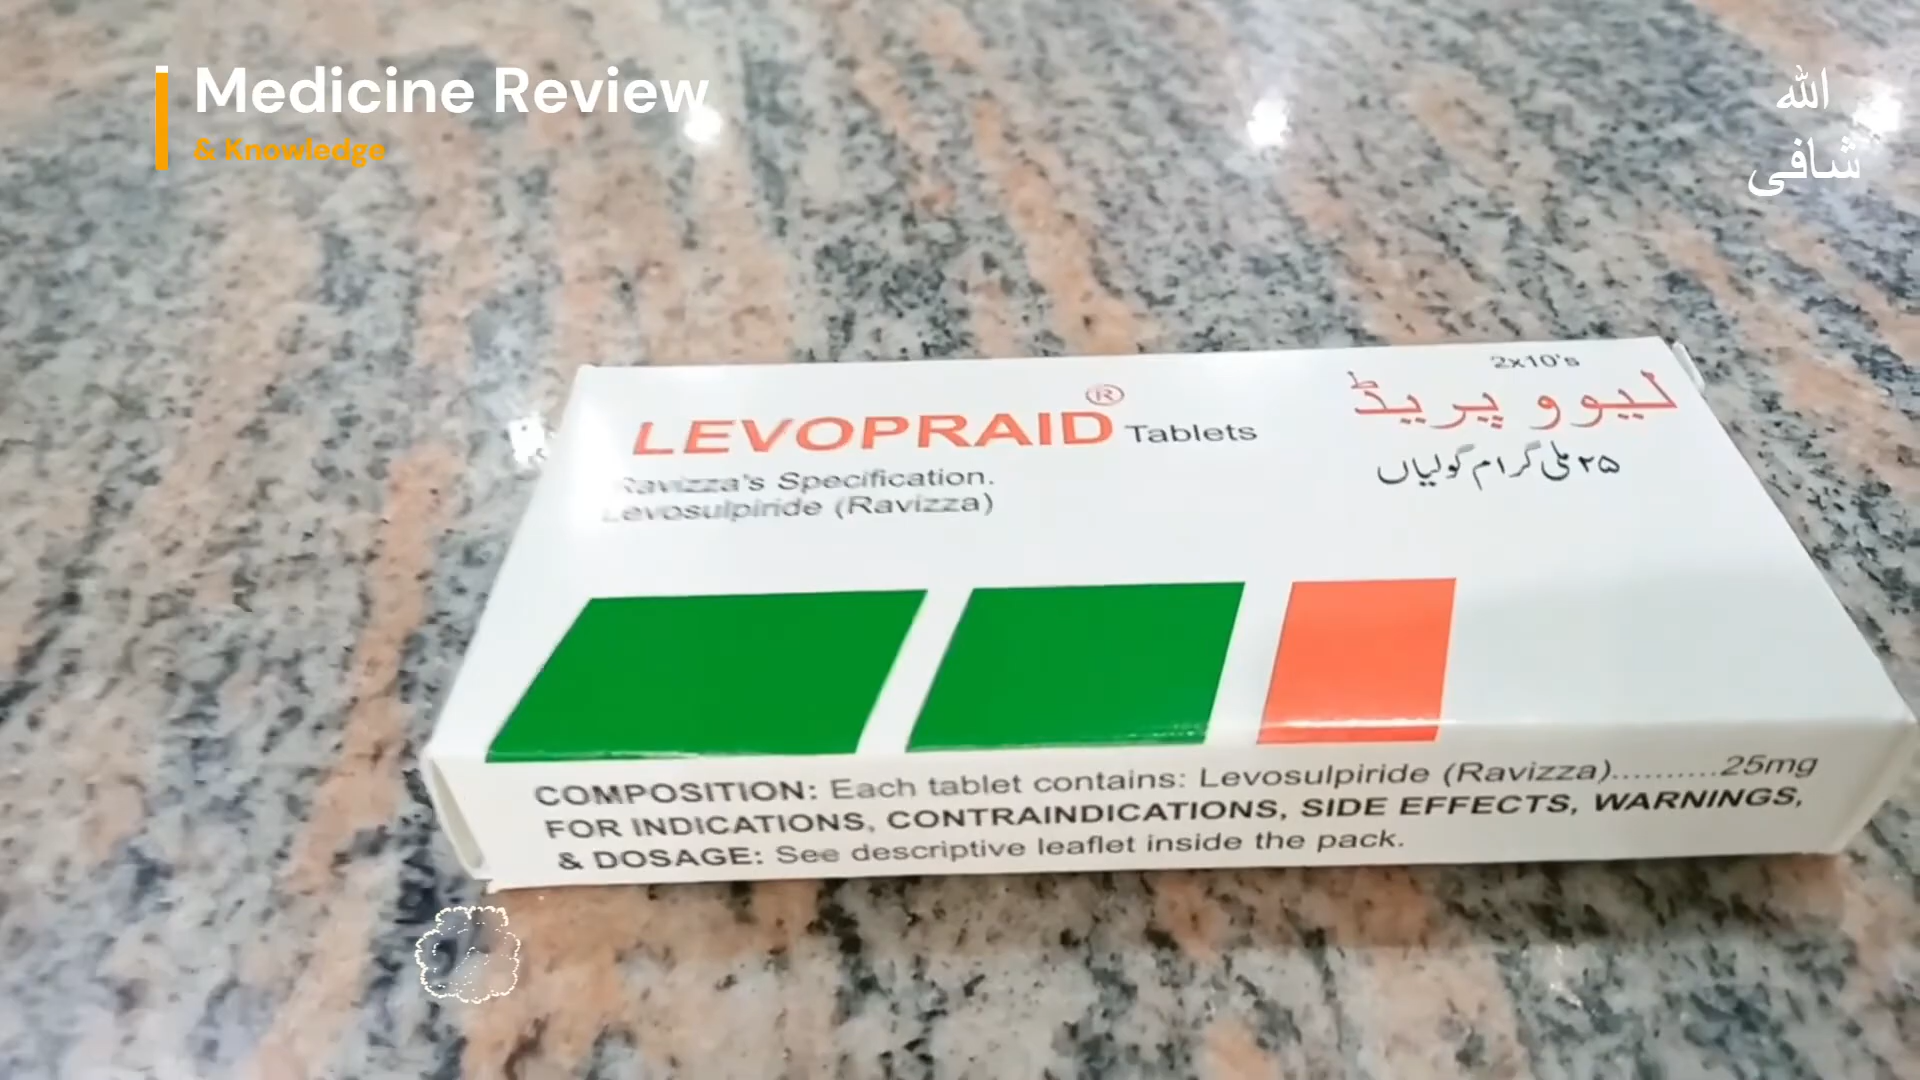 Medicine Review
& Knowledge
الله
شافی
2x10's
LEVOPRAID® Tablets
لیوو پریڈ
Ravizza's Specification.
۲۵ ملی گرام گولیاں
Levosulpiride (Ravizza)
COMPOSITION: Each tablet contains: Levosulpiride (Ravizza)..........25mg
FOR INDICATIONS, CONTRAINDICATIONS, SIDE EFFECTS, WARNINGS,
& DOSAGE: See descriptive leaflet inside the pack.